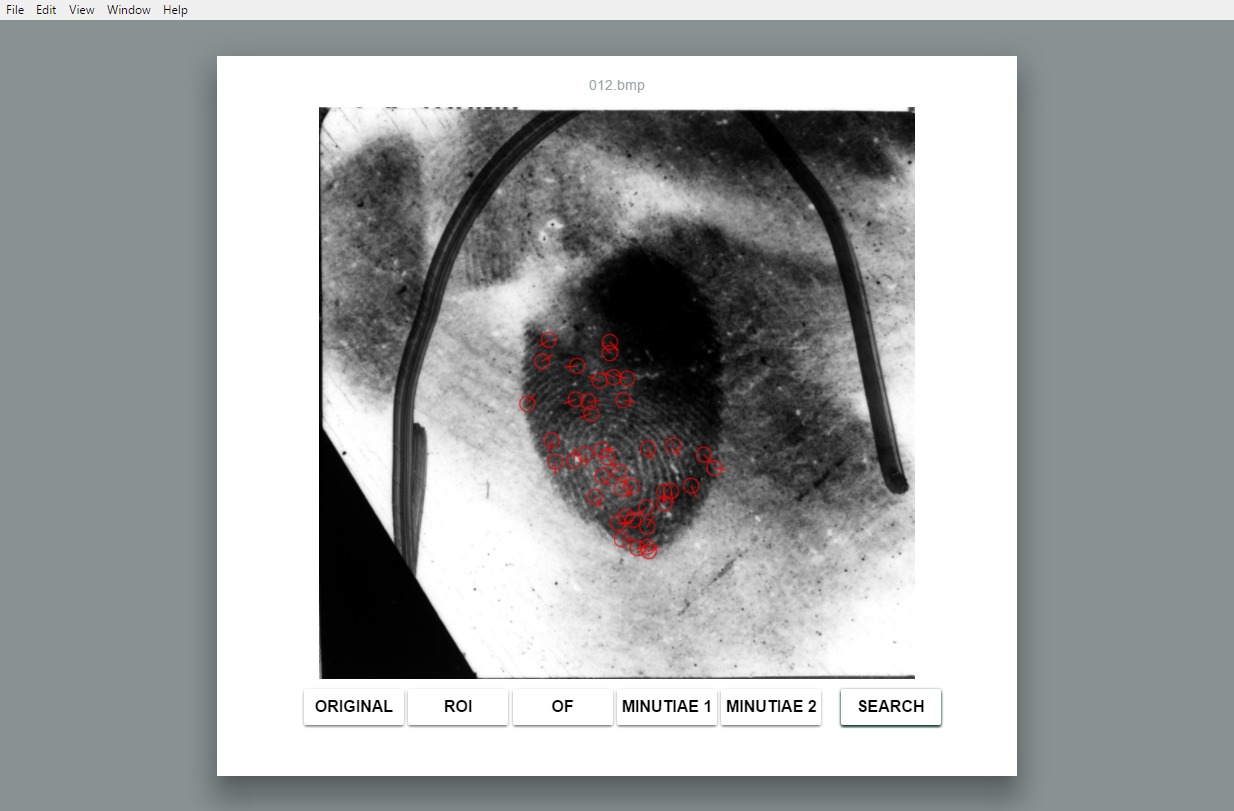 File Edit View Window Help
012.bmp
ORIGINAL ROI OF MINUTIAE 1 MINUTIAE 2 SEARCH